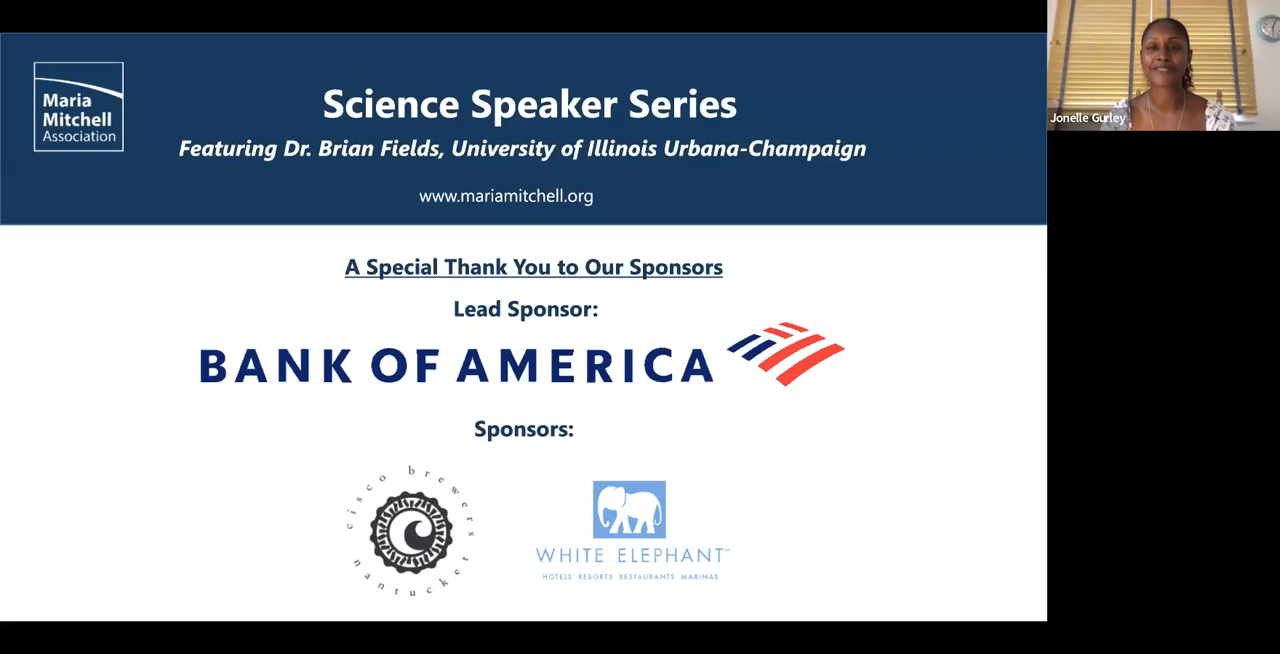 Maria
Mitchell
Association
Science Speaker Series
Featuring Dr. Brian Fields, University of Illinois Urbana-Champaign
www.mariamitchell.org
Jonelle Gurley
A Special Thank You to Our Sponsors
Lead Sponsor:
BANK OF AMERICA
Sponsors:
cisco brewers
nantucket
WHITE ELEPHANT
HOTELS RESORTS RESTAURANTS MARINAS